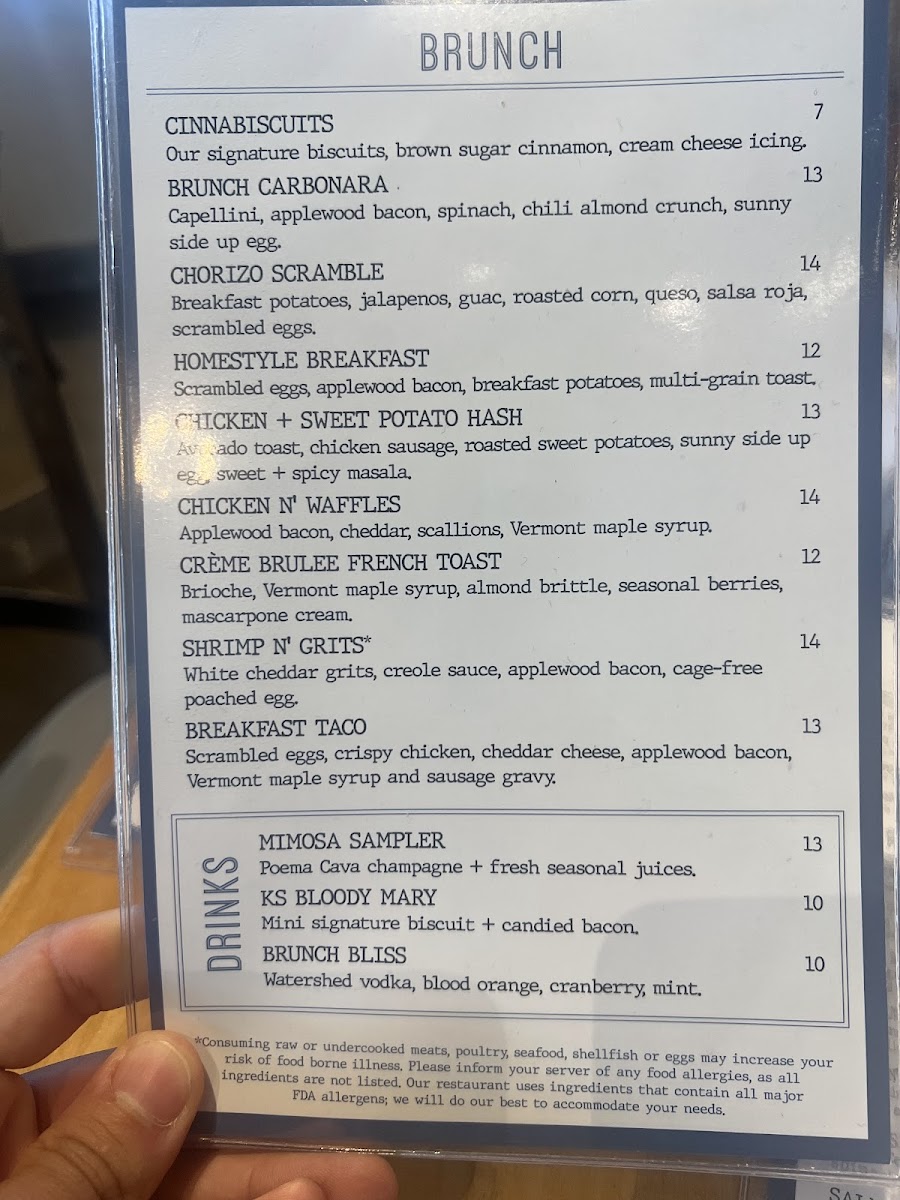 BRUNCH
CINNABISCUITS 7
Our signature biscuits, brown sugar cinnamon, cream cheese icing.
BRUNCH CARBONARA 13
Capellini, applewood bacon, spinach, chili almond crunch, sunny
side up egg.
CHORIZO SCRAMBLE 14
Breakfast potatoes, jalapenos, guac, roasted corn, queso, salsa roja,
scrambled eggs.
HOMESTYLE BREAKFAST 12
Scrambled eggs, applewood bacon, breakfast potatoes, multi-grain toast.
CHICKEN + SWEET POTATO HASH 13
Avocado toast, chicken sausage, roasted sweet potatoes, sunny side up
egg, sweet + spicy masala.
CHICKEN N' WAFFLES 14
Applewood bacon, cheddar, scallions, Vermont maple syrup.
CRÈME BRULEE FRENCH TOAST 12
Brioche, Vermont maple syrup, almond brittle, seasonal berries,
mascarpone cream.
SHRIMP N' GRITS* 14
White cheddar grits, creole sauce, applewood bacon, cage-free
poached egg.
BREAKFAST TACO 13
Scrambled eggs, crispy chicken, cheddar cheese, applewood bacon,
Vermont maple syrup and sausage gravy.
DRINKS
MIMOSA SAMPLER 13
Poema Cava champagne + fresh seasonal juices.
KS BLOODY MARY 10
Mini signature biscuit + candied bacon.
BRUNCH BLISS 10
Watershed vodka, blood orange, cranberry, mint.
*Consuming raw or undercooked meats, poultry, seafood, shellfish or eggs may increase your
risk of food borne illness. Please inform your server of any food allergies, as all
ingredients are not listed. Our restaurant uses ingredients that contain all major
FDA allergens; we will do our best to accommodate your needs.